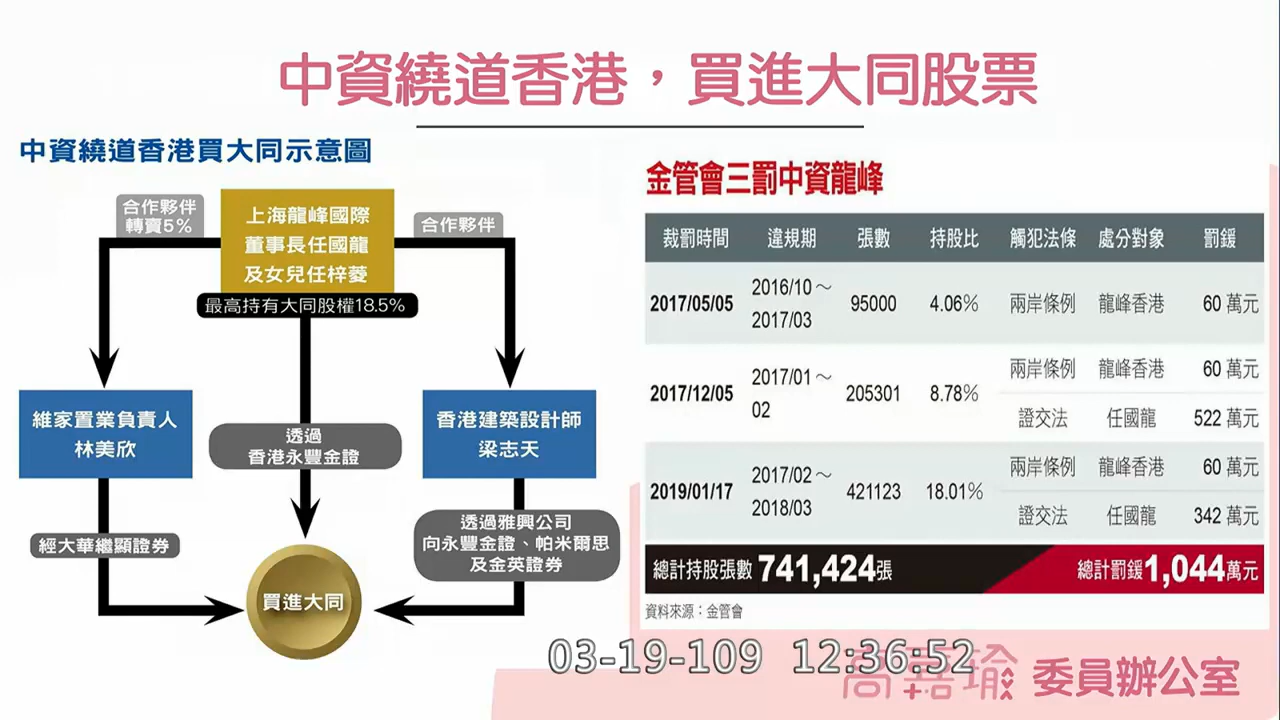 中資繞道香港，買進大同股票
中資繞道香港買大同示意圖
合作夥伴
轉賣5%
上海龍峰國際
董事長任國龍
及女兒任梓菱
合作夥伴
最高持有大同股權18.5%
維家置業負責人
林美欣
透過
香港永豐金證
香港建築設計師
梁志天
經大華繼顯證券
透過雅興公司
向永豐金證、帕米爾思
及金英證券
買進大同
金管會三罰中資龍峰
裁罰時間 違規期 張數 持股比 觸犯法條 處分對象 罰鍰
2017/05/05 2016/10～2017/03 95000 4.06% 兩岸條例 龍峰香港 60 萬元
2017/12/05 2017/01～02 205301 8.78% 兩岸條例 龍峰香港 60 萬元
證交法 任國龍 522 萬元
2019/01/17 2017/02～2018/03 421123 18.01% 兩岸條例 龍峰香港 60 萬元
證交法 任國龍 342 萬元
總計持股張數 741,424張 總計罰鍰1,044萬元
資料來源：金管會
03-19-109 12:36:52
高嘉瑜 委員辦公室